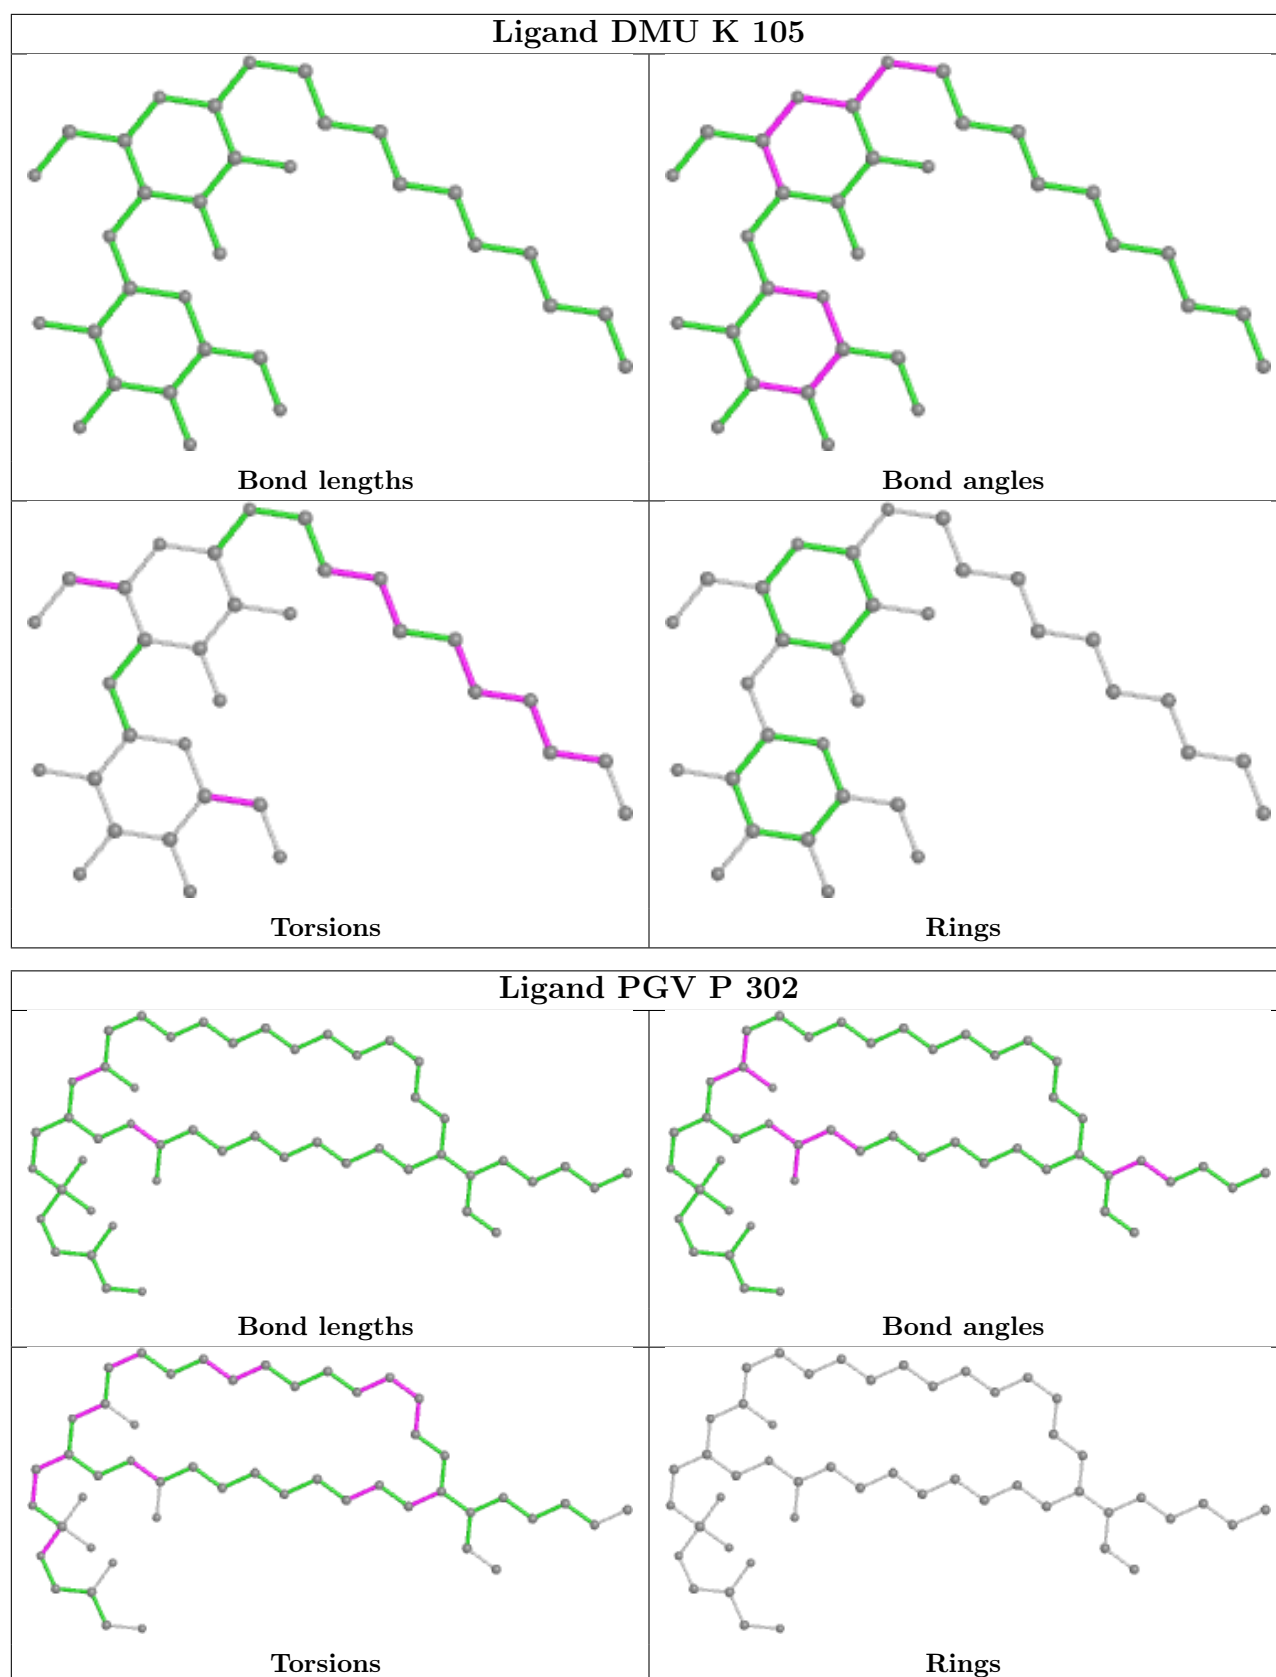 Ligand DMU K 105
Bond lengths
Bond angles
Torsions
Rings
Ligand PGV P 302
Bond lengths
Bond angles
Torsions
Rings